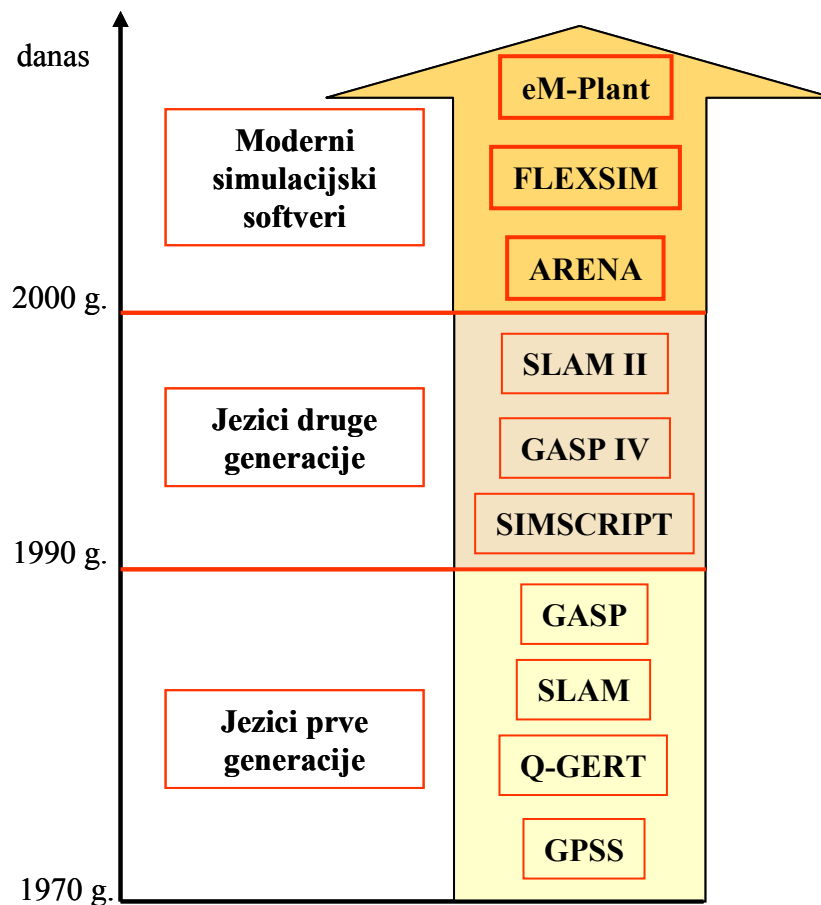 danas
eM-Plant
Moderni
simulacijski
softveri
FLEXSIM
ARENA
2000 g.
SLAM II
Jezici druge
generacije
GASP IV
SIMSCRIPT
1990 g.
GASP
SLAM
Jezici prve
generacije
Q-GERT
GPSS
1970 g.